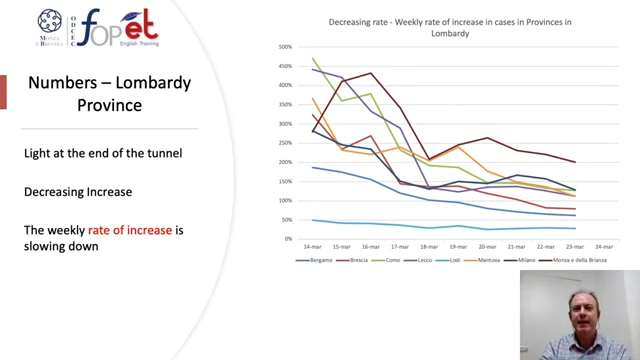 MONZA
E BRIANZA
ODCEC
fOPet
English Training
Numbers – Lombardy
Province
Light at the end of the tunnel
Decreasing Increase
The weekly rate of increase is
slowing down
Decreasing rate - Weekly rate of increase in cases in Provinces in
Lombardy
500%
450%
400%
350%
300%
250%
200%
150%
100%
50%
0%
14-mar 15-mar 16-mar 17-mar 18-mar 19-mar 20-mar 21-mar 22-mar 23-mar 24-mar
Bergamo Brescia Como Lecco Lodi Mantova Milano Monza e della Brianza